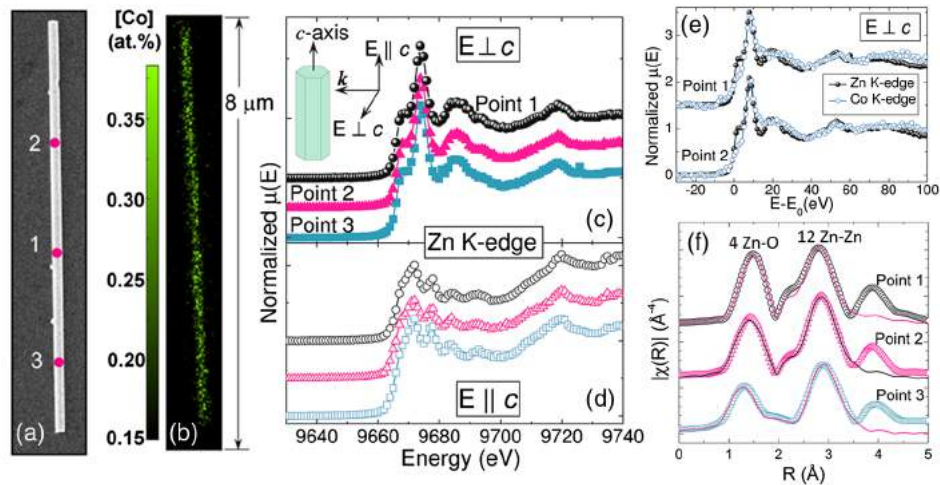 [Co]
(at.%)
0.35
0.30
0.25
0.20
0.15
2
1
3
(a)
(b)
8 μm
c-axis
E || c
k
E⊥c
E⊥c
Point 1
Point 2
Point 3
(c)
Normalized μ(E)
Zn K-edge
(d)
E || c
9640 9660 9680 9700 9720 9740
Energy (eV)
(e)
E⊥c
Point 1
Zn K-edge
Co K-edge
Point 2
Normalized μ(E)
3
2
1
0
-20 0 20 40 60 80 100
E-E₀(eV)
(f)
4 Zn-O
12 Zn-Zn
Point 1
Point 2
Point 3
|χ(R)| (Å⁻⁴)
0 1 2 3 4 5
R (Å)